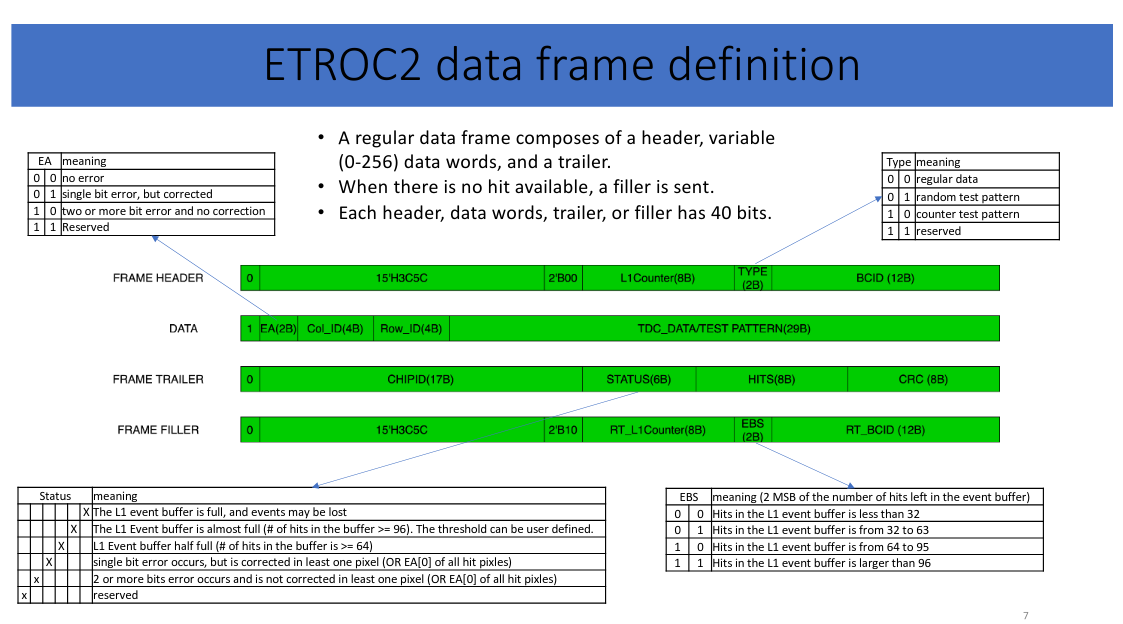 ETROC2 data frame definition
• A regular data frame composes of a header, variable
(0-256) data words, and a trailer.
• When there is no hit available, a filler is sent.
• Each header, data words, trailer, or filler has 40 bits.
EA meaning
0 0 no error
0 1 single bit error, but corrected
1 0 two or more bit error and no correction
1 1 Reserved
Type meaning
0 0 regular data
0 1 random test pattern
1 0 counter test pattern
1 1 reserved
FRAME HEADER 0 15'H3C5C 2'B00 L1Counter(8B) TYPE (2B) BCID (12B)
DATA 1 EA(2B) Col_ID(4B) Row_ID(4B) TDC_DATA/TEST PATTERN(29B)
FRAME TRAILER 0 CHIPID(17B) STATUS(6B) HITS(8B) CRC (8B)
FRAME FILLER 0 15'H3C5C 2'B10 RT_L1Counter(8B) EBS (2B) RT_BCID (12B)
Status meaning
X The L1 event buffer is full, and events may be lost
X The L1 Event buffer is almost full (# of hits in the buffer >= 96). The threshold can be user defined.
X L1 Event buffer half full (# of hits in the buffer is >= 64)
X single bit error occurs, but is corrected in least one pixel (OR EA[0] of all hit pixles)
x 2 or more bits error occurs and is not corrected in least one pixel (OR EA[0] of all hit pixles)
x reserved
EBS meaning (2 MSB of the number of hits left in the event buffer)
0 0 Hits in the L1 event buffer is less than 32
0 1 Hits in the L1 event buffer is from 32 to 63
1 0 Hits in the L1 event buffer is from 64 to 95
1 1 Hits in the L1 event buffer is larger than 96
7